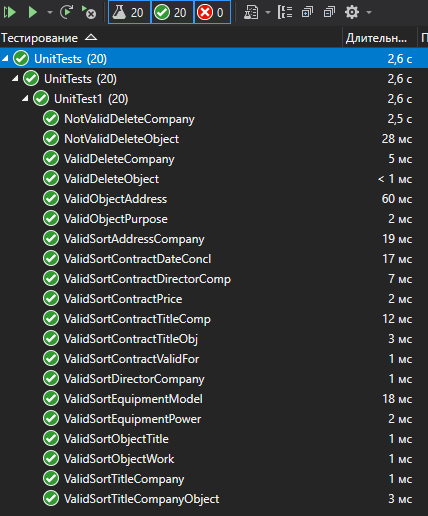 20 20 0
Тестирование Длительн... П
UnitTests (20) 2,6 с
UnitTests (20) 2,6 с
UnitTest1 (20) 2,6 с
NotValidDeleteCompany 2,5 с
NotValidDeleteObject 28 мс
ValidDeleteCompany 5 мс
ValidDeleteObject < 1 мс
ValidObjectAddress 60 мс
ValidObjectPurpose 2 мс
ValidSortAddressCompany 19 мс
ValidSortContractDateConcl 17 мс
ValidSortContractDirectorComp 7 мс
ValidSortContractPrice 2 мс
ValidSortContractTitleComp 12 мс
ValidSortContractTitleObj 3 мс
ValidSortContractValidFor 1 мс
ValidSortDirectorCompany 1 мс
ValidSortEquipmentModel 18 мс
ValidSortEquipmentPower 2 мс
ValidSortObjectTitle 1 мс
ValidSortObjectWork 1 мс
ValidSortTitleCompany 1 мс
ValidSortTitleCompanyObject 3 мс